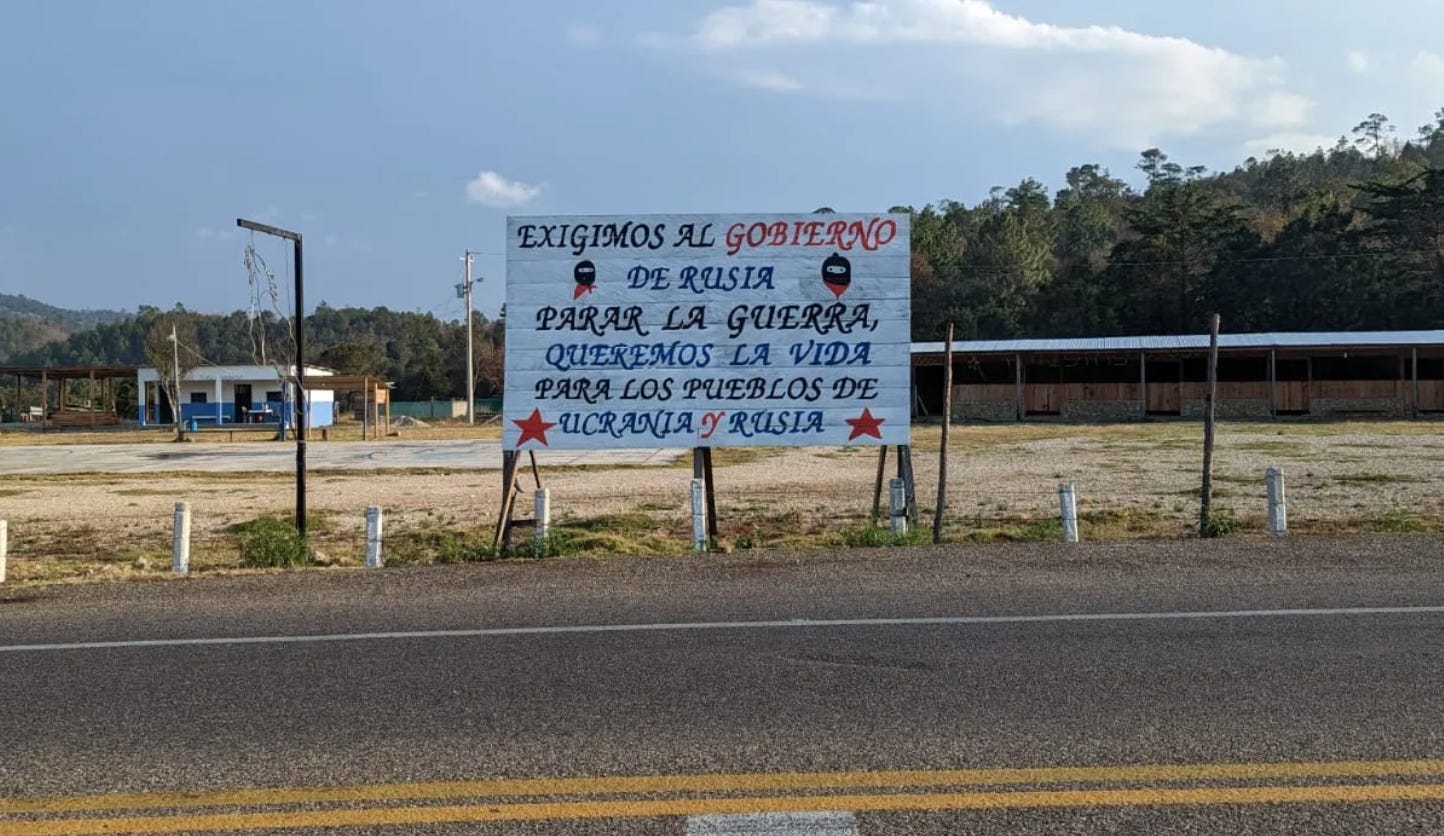 EXIGIMOS AL GOBIERNO
DE RUSIA
PARAR LA GUERRA,
QUEREMOS LA VIDA
PARA LOS PUEBLOS DE
UCRANIA Y RUSIA